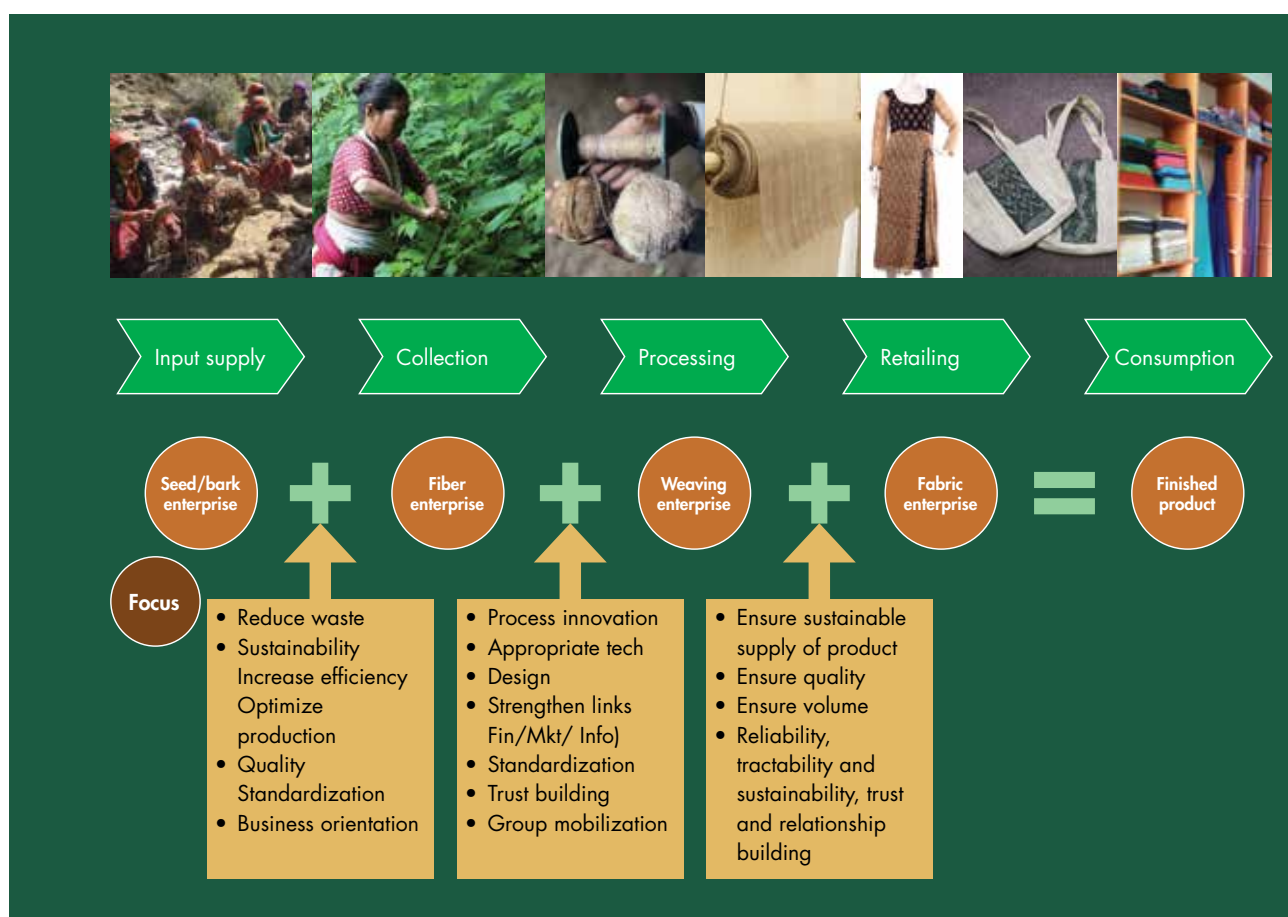 Input supply
Collection
Processing
Retailing
Consumption
Seed/bark
enterprise
Fiber
enterprise
Weaving
enterprise
Fabric
enterprise
Finished
product
Focus
• Reduce waste
• Sustainability
Increase efficiency
Optimize
production
• Quality
Standardization
• Business orientation
• Process innovation
• Appropriate tech
• Design
• Strengthen links
Fin/Mkt/ Info)
• Standardization
• Trust building
• Group mobilization
• Ensure sustainable
supply of product
• Ensure quality
• Ensure volume
• Reliability,
tractability and
sustainability, trust
and relationship
building